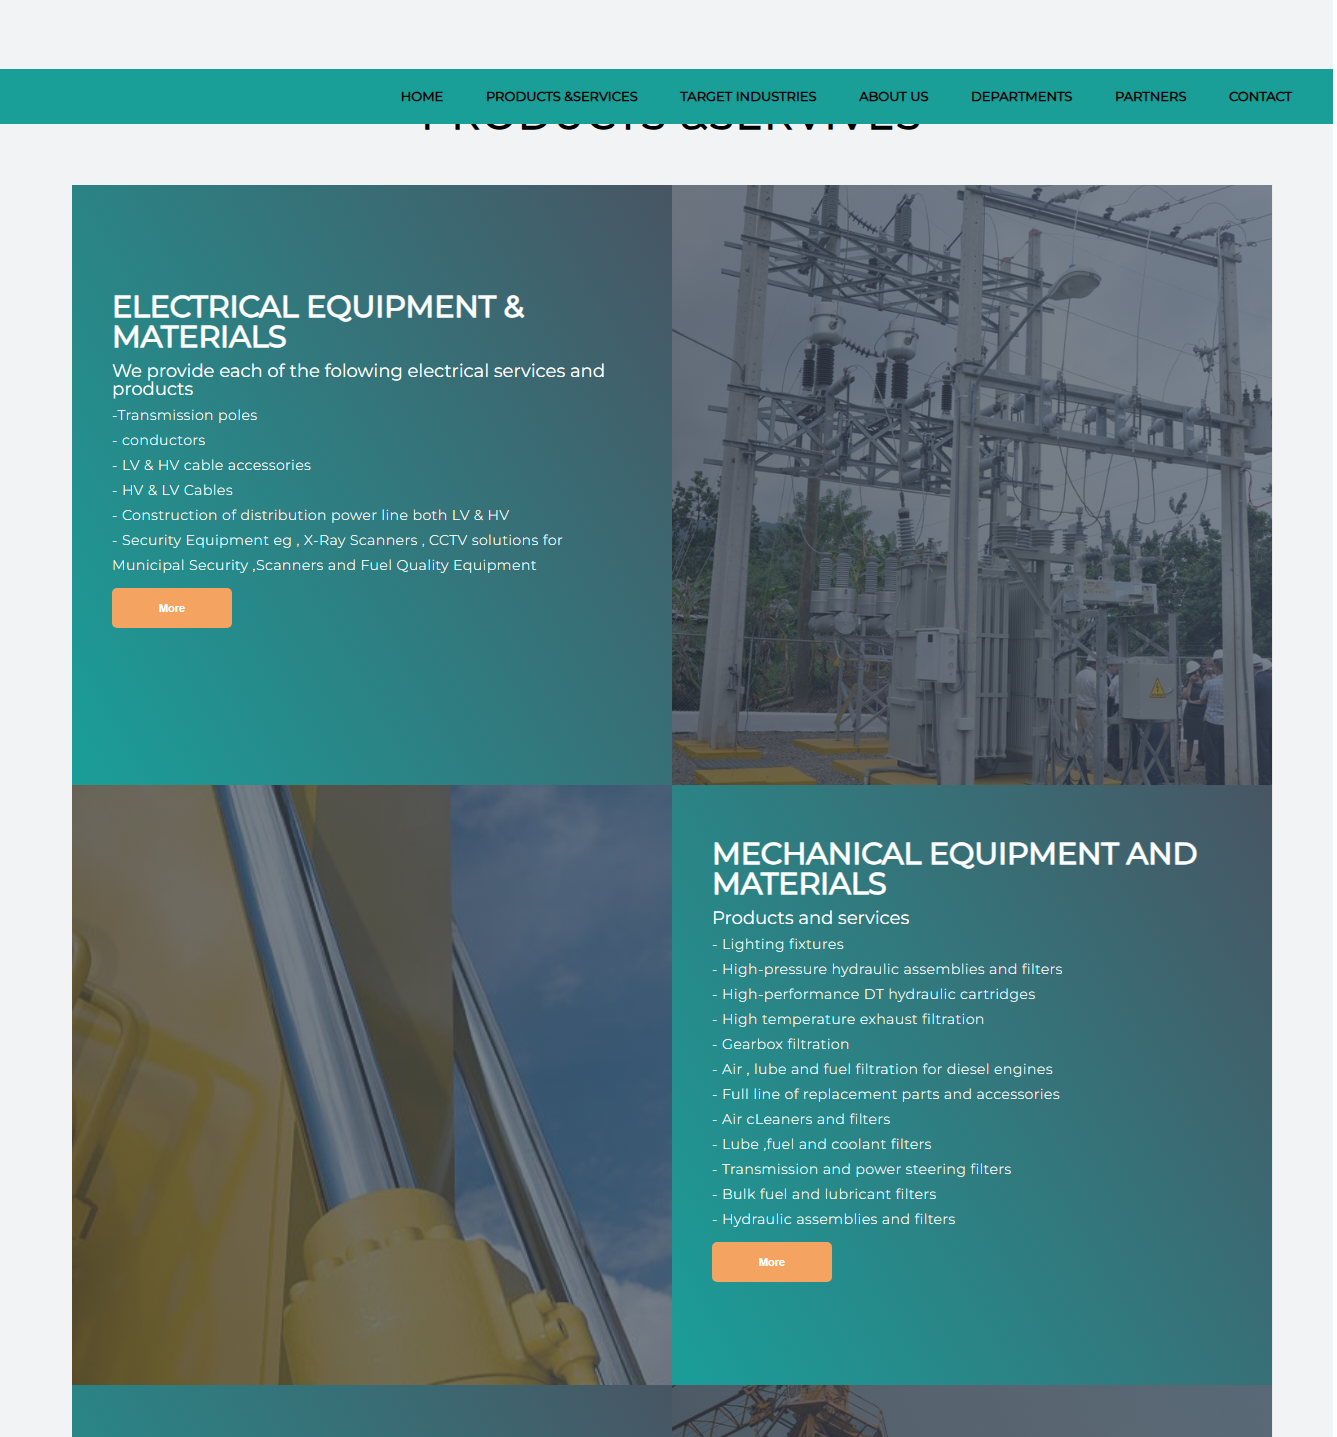 HOME PRODUCTS &SERVICES TARGET INDUSTRIES ABOUT US DEPARTMENTS PARTNERS CONTACT
PRODUCTS &SERVIVES
ELECTRICAL EQUIPMENT &
MATERIALS
We provide each of the folowing electrical services and
products
-Transmission poles
- conductors
- LV & HV cable accessories
- HV & LV Cables
- Construction of distribution power line both LV & HV
- Security Equipment eg , X-Ray Scanners , CCTV solutions for
Municipal Security ,Scanners and Fuel Quality Equipment
More
MECHANICAL EQUIPMENT AND
MATERIALS
Products and services
- Lighting fixtures
- High-pressure hydraulic assemblies and filters
- High-performance DT hydraulic cartridges
- High temperature exhaust filtration
- Gearbox filtration
- Air , lube and fuel filtration for diesel engines
- Full line of replacement parts and accessories
- Air cLeaners and filters
- Lube ,fuel and coolant filters
- Transmission and power steering filters
- Bulk fuel and lubricant filters
- Hydraulic assemblies and filters
More